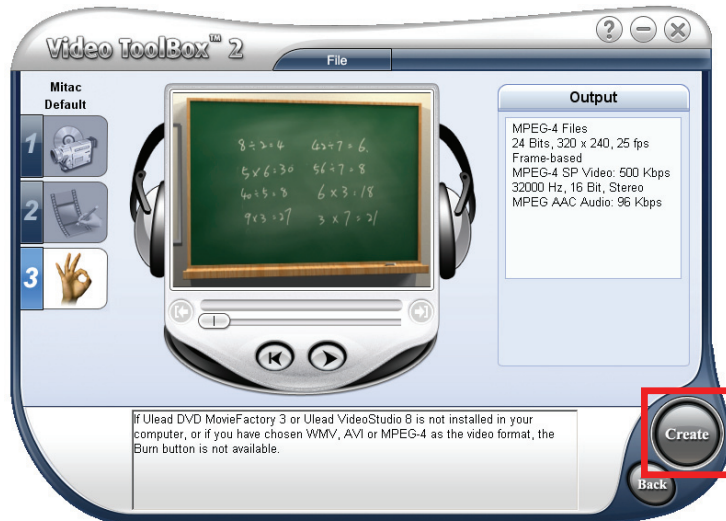 Video ToolBox™ 2
File
Mitac
Default
1
2
3
8÷2=4 42÷7=6.
5×6=30 56÷7=8
40÷5=8 6×3=18
9×3=27 3×7=21
Output
MPEG-4 Files
24 Bits, 320 x 240, 25 fps
Frame-based
MPEG-4 SP Video: 500 Kbps
32000 Hz, 16 Bit, Stereo
MPEG AAC Audio: 96 Kbps
If Ulead DVD MovieFactory 3 or Ulead VideoStudio 8 is not installed in your
computer, or if you have chosen WMV, AVI or MPEG-4 as the video format, the
Burn button is not available.
Create
Back